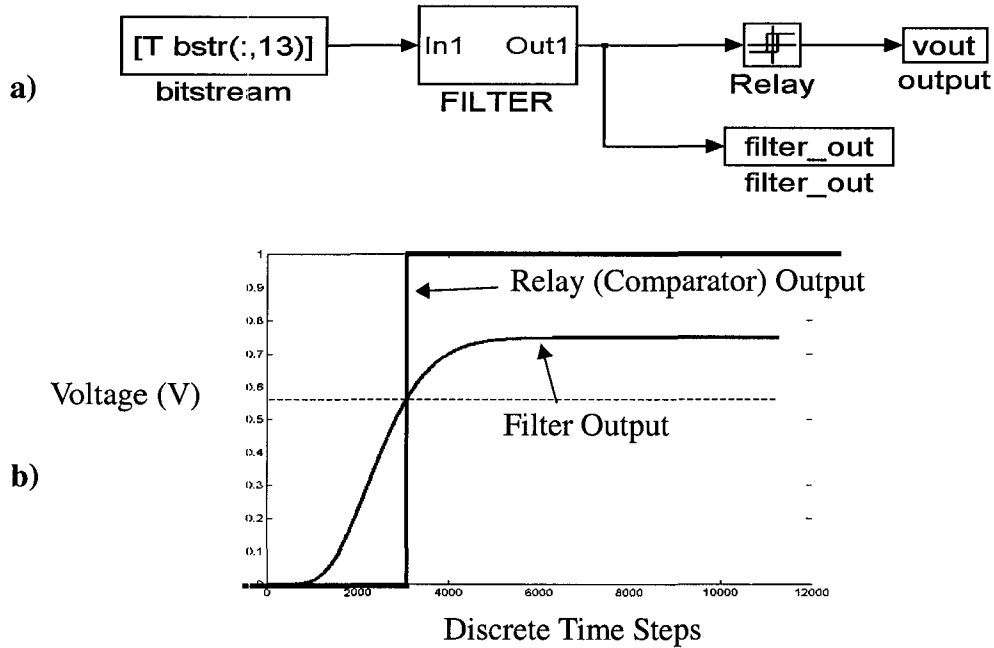 a)
[T bstr(:,13)]
bitstream
In1 Out1
FILTER
Relay
vout
output
filter_out
filter_out
b)
Voltage (V)
1
0.9
0.8
0.7
0.6
0.5
0.4
0.3
0.2
0.1
0
Relay (Comparator) Output
Filter Output
0 2000 4000 6000 8000 10000 12000
Discrete Time Steps